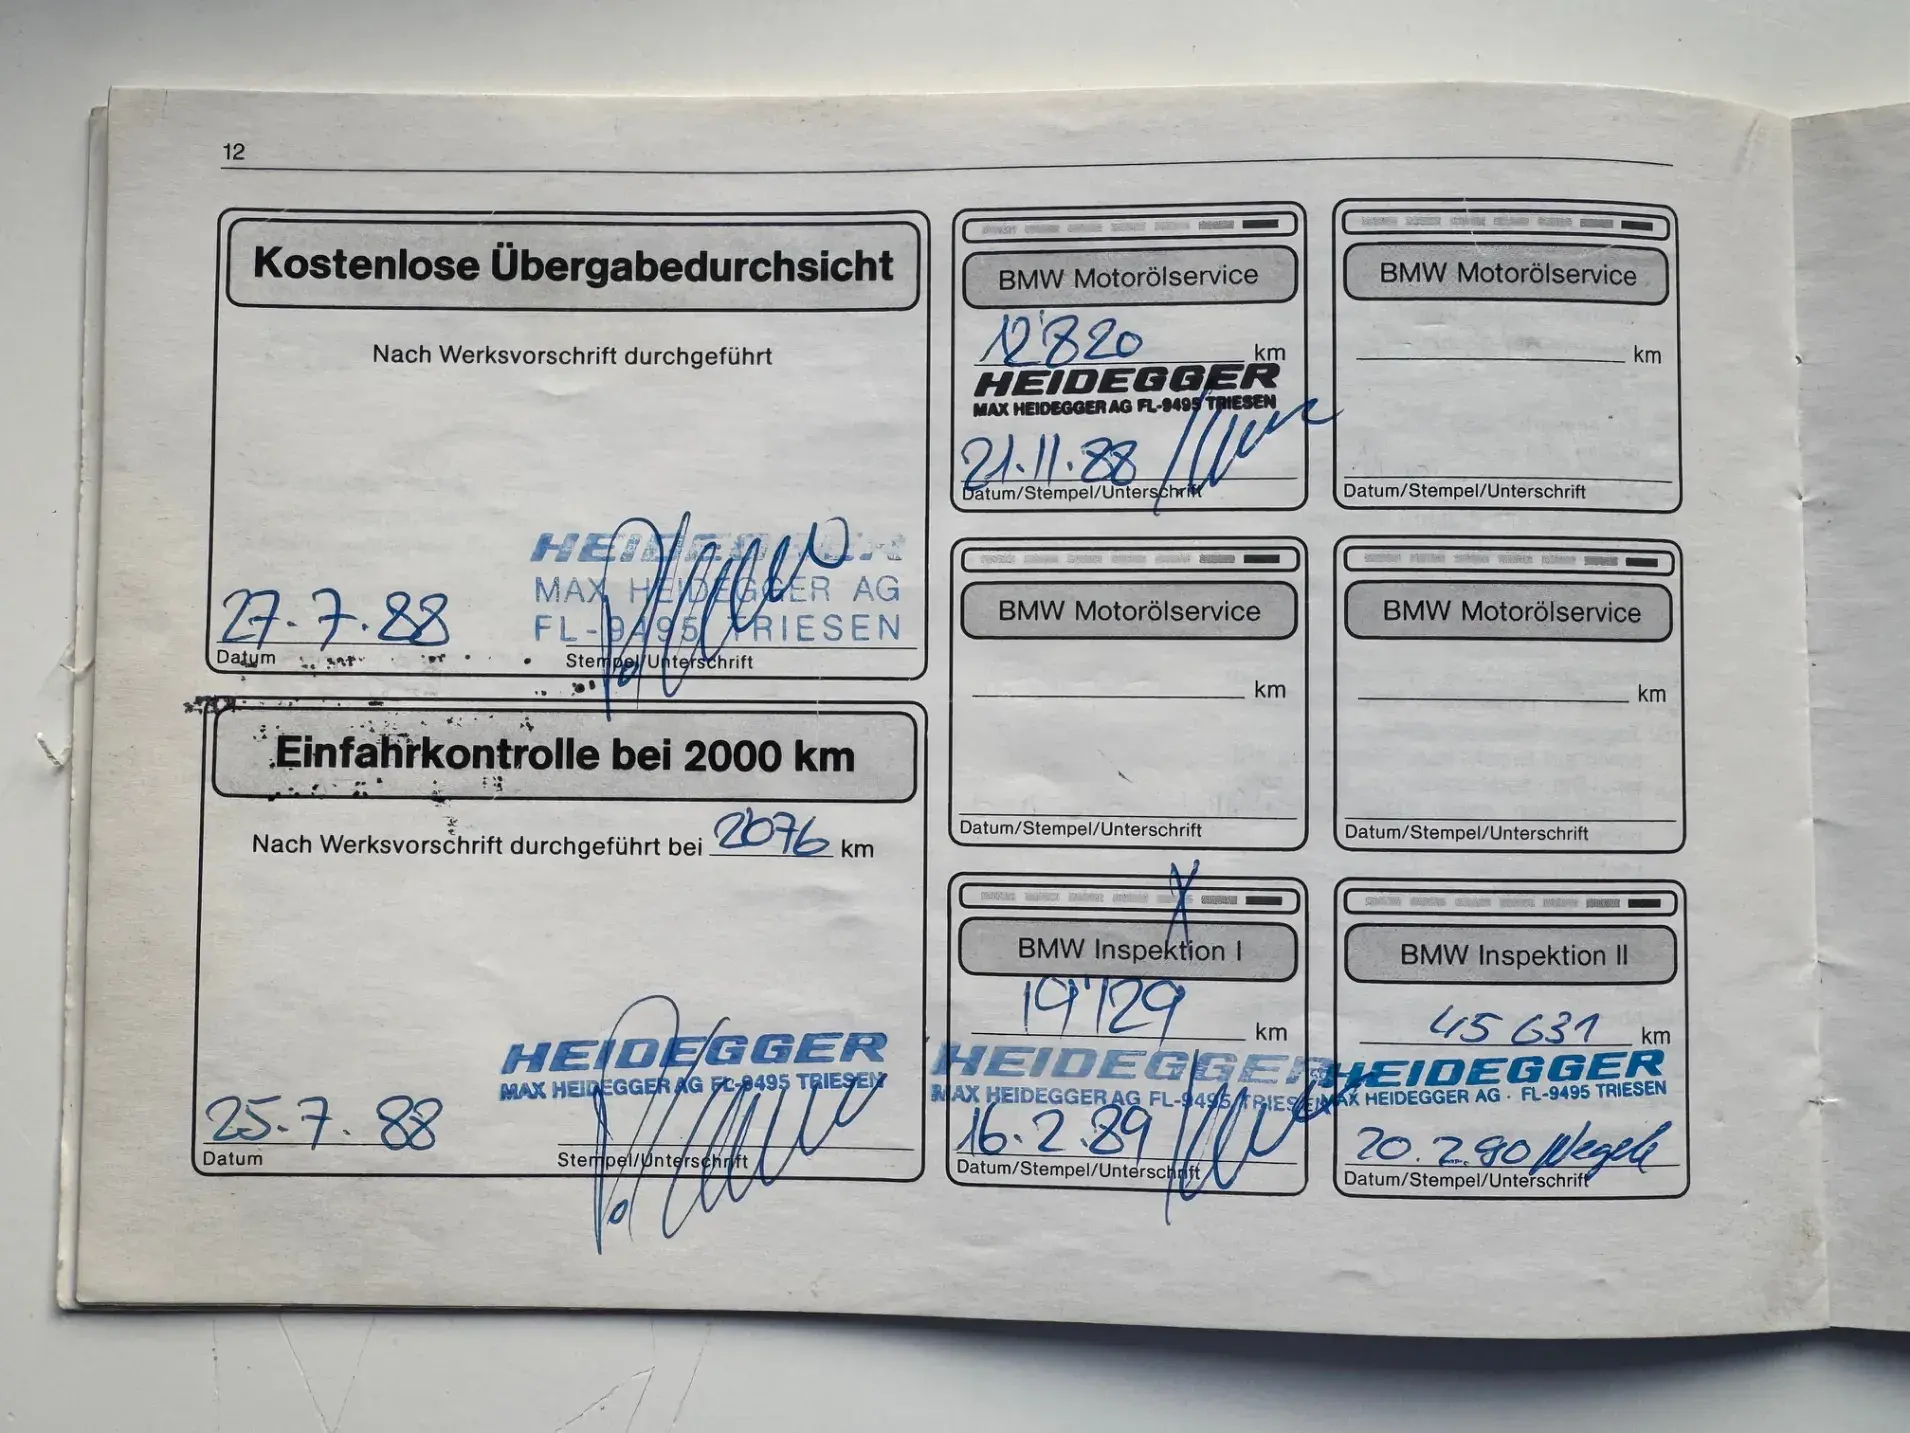 12
Kostenlose Übergabedurchsicht
Nach Werksvorschrift durchgeführt
HEIDEGGER
MAX HEIDEGGER AG
FL-9495 TRIESEN
27.7.88
Datum
Stempel/Unterschrift
Einfahrkontrolle bei 2000 km
Nach Werksvorschrift durchgeführt bei 2076 km
HEIDEGGER
MAX HEIDEGGER AG FL-9495 TRIESEN
25.7.88
Datum
Stempel/Unterschrift
BMW Motorölservice
12'820 km
HEIDEGGER
MAX HEIDEGGER AG FL-9495 TRIESEN
21.11.88
Datum/Stempel/Unterschrift
BMW Motorölservice
km
Datum/Stempel/Unterschrift
BMW Motorölservice
km
Datum/Stempel/Unterschrift
BMW Motorölservice
km
Datum/Stempel/Unterschrift
X
BMW Inspektion I
19'129 km
HEIDEGGER
MAX HEIDEGGER AG FL-9495 TRIESEN
16.2.89
Datum/Stempel/Unterschrift
BMW Inspektion II
45 631 km
HEIDEGGER
MAX HEIDEGGER AG · FL-9495 TRIESEN
20.2.90
Datum/Stempel/Unterschrift